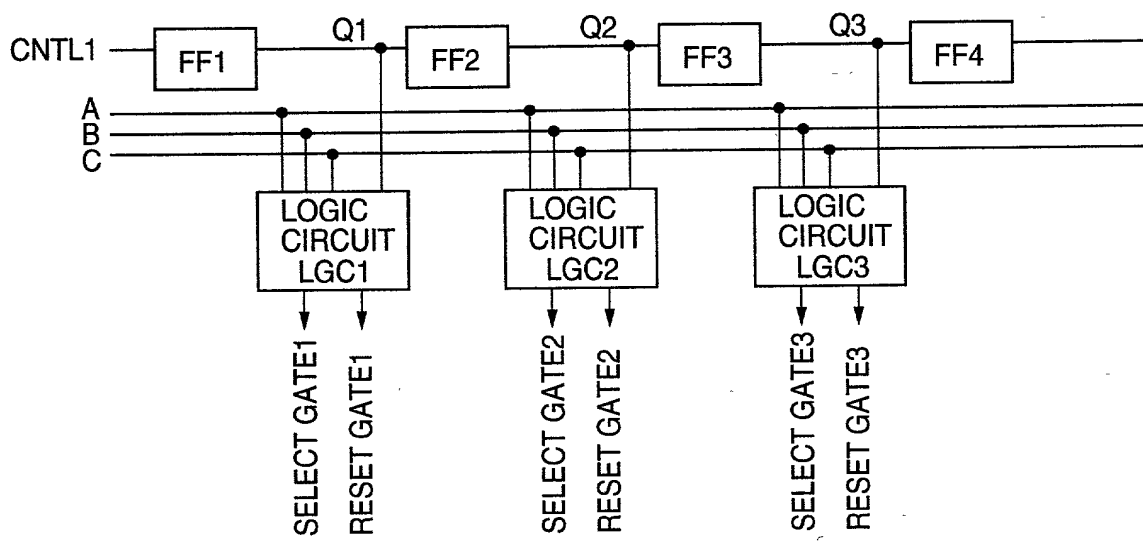 Q1 Q2 Q3
CNTL1 FF1 FF2 FF3 FF4
A
B
C
LOGIC
CIRCUIT
LGC1
LOGIC
CIRCUIT
LGC2
LOGIC
CIRCUIT
LGC3
SELECT GATE1
RESET GATE1
SELECT GATE2
RESET GATE2
SELECT GATE3
RESET GATE3